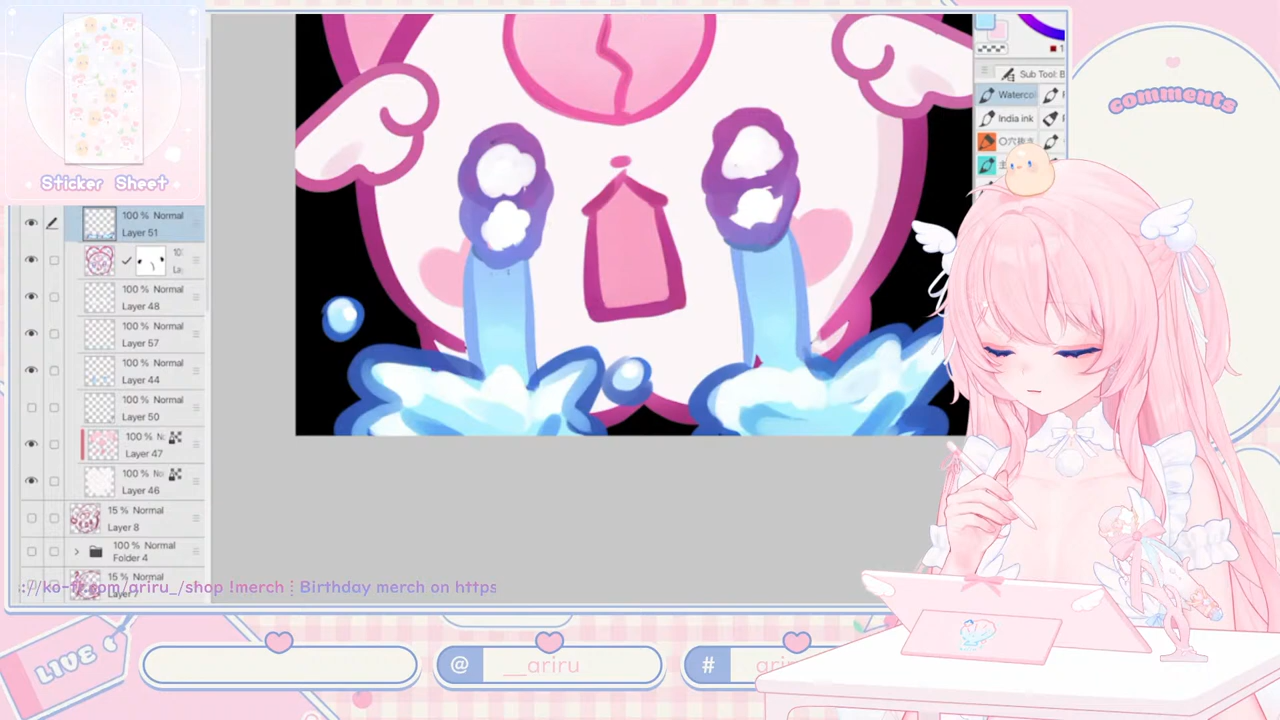 Sticker Sheet
100 % Normal
Layer 51
100 % Normal
Layer 48
100 % Normal
Layer 57
100 % Normal
Layer 44
100 % Normal
Layer 50
100 %
Layer 47
100 %
Layer 46
15 % Normal
Layer 8
100 % Normal
Folder 4
15 % Normal
://ko-fi.com/ariru_/shop !merch ⋮ Birthday merch on https
Sub Tool: B
Waterco
India ink
comments
LIVE
@ __ariru
#